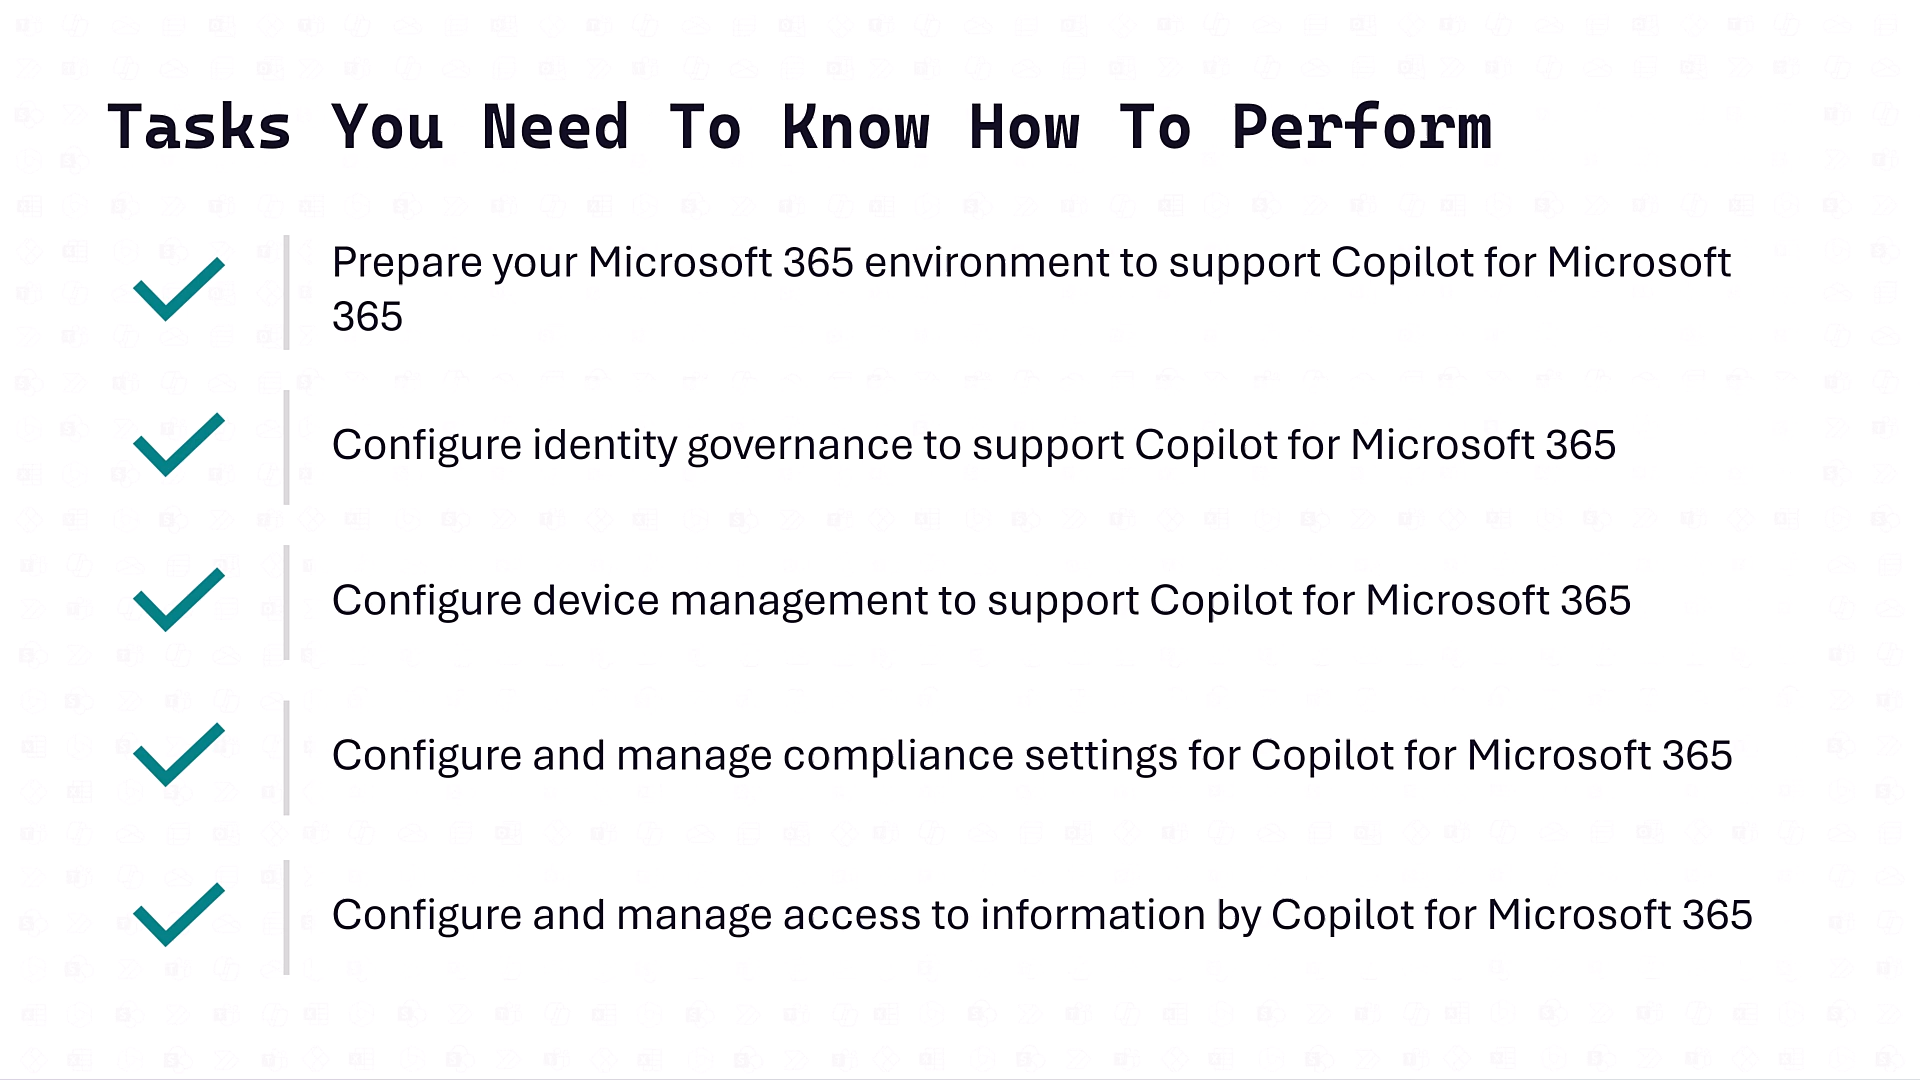 Tasks You Need To Know How To Perform
Prepare your Microsoft 365 environment to support Copilot for Microsoft
365
Configure identity governance to support Copilot for Microsoft 365
Configure device management to support Copilot for Microsoft 365
Configure and manage compliance settings for Copilot for Microsoft 365
Configure and manage access to information by Copilot for Microsoft 365